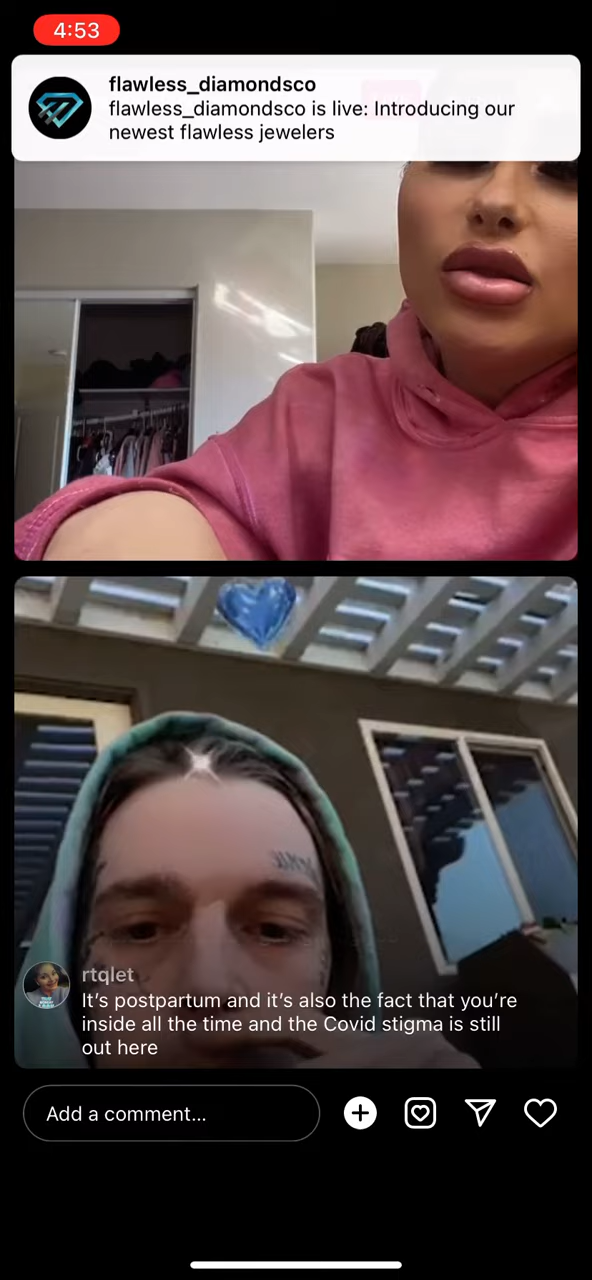 4:53
flawless_diamondsco
flawless_diamondsco is live: Introducing our
newest flawless jewelers
rtqlet
It’s postpartum and it’s also the fact that you’re
inside all the time and the Covid stigma is still
out here
Add a comment...